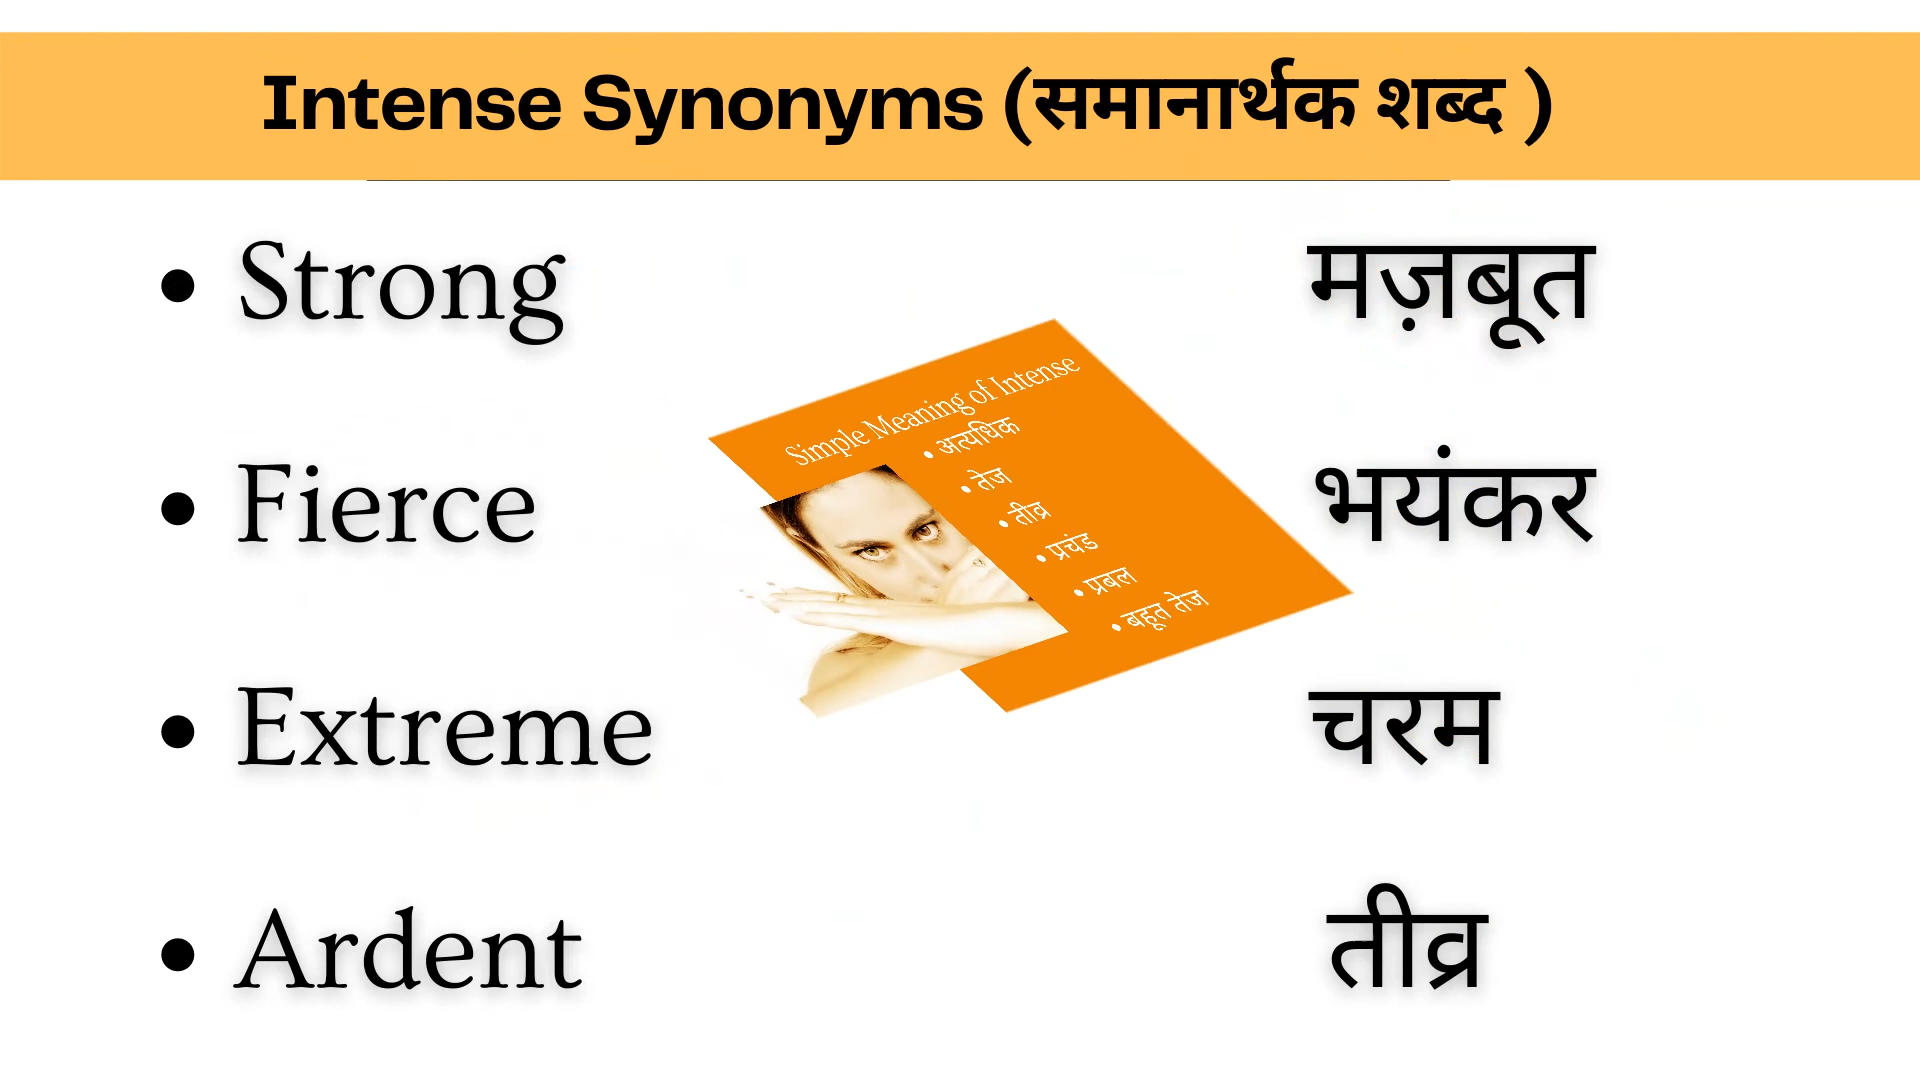 Intense Synonyms (समानार्थक शब्द )
• Strong मज़बूत
Simple Meaning of Intense
• अत्यधिक
• तेज
• तीव्र
• प्रचंड
• प्रबल
• बहूत तेज
• Fierce भयंकर
• Extreme चरम
• Ardent तीव्र